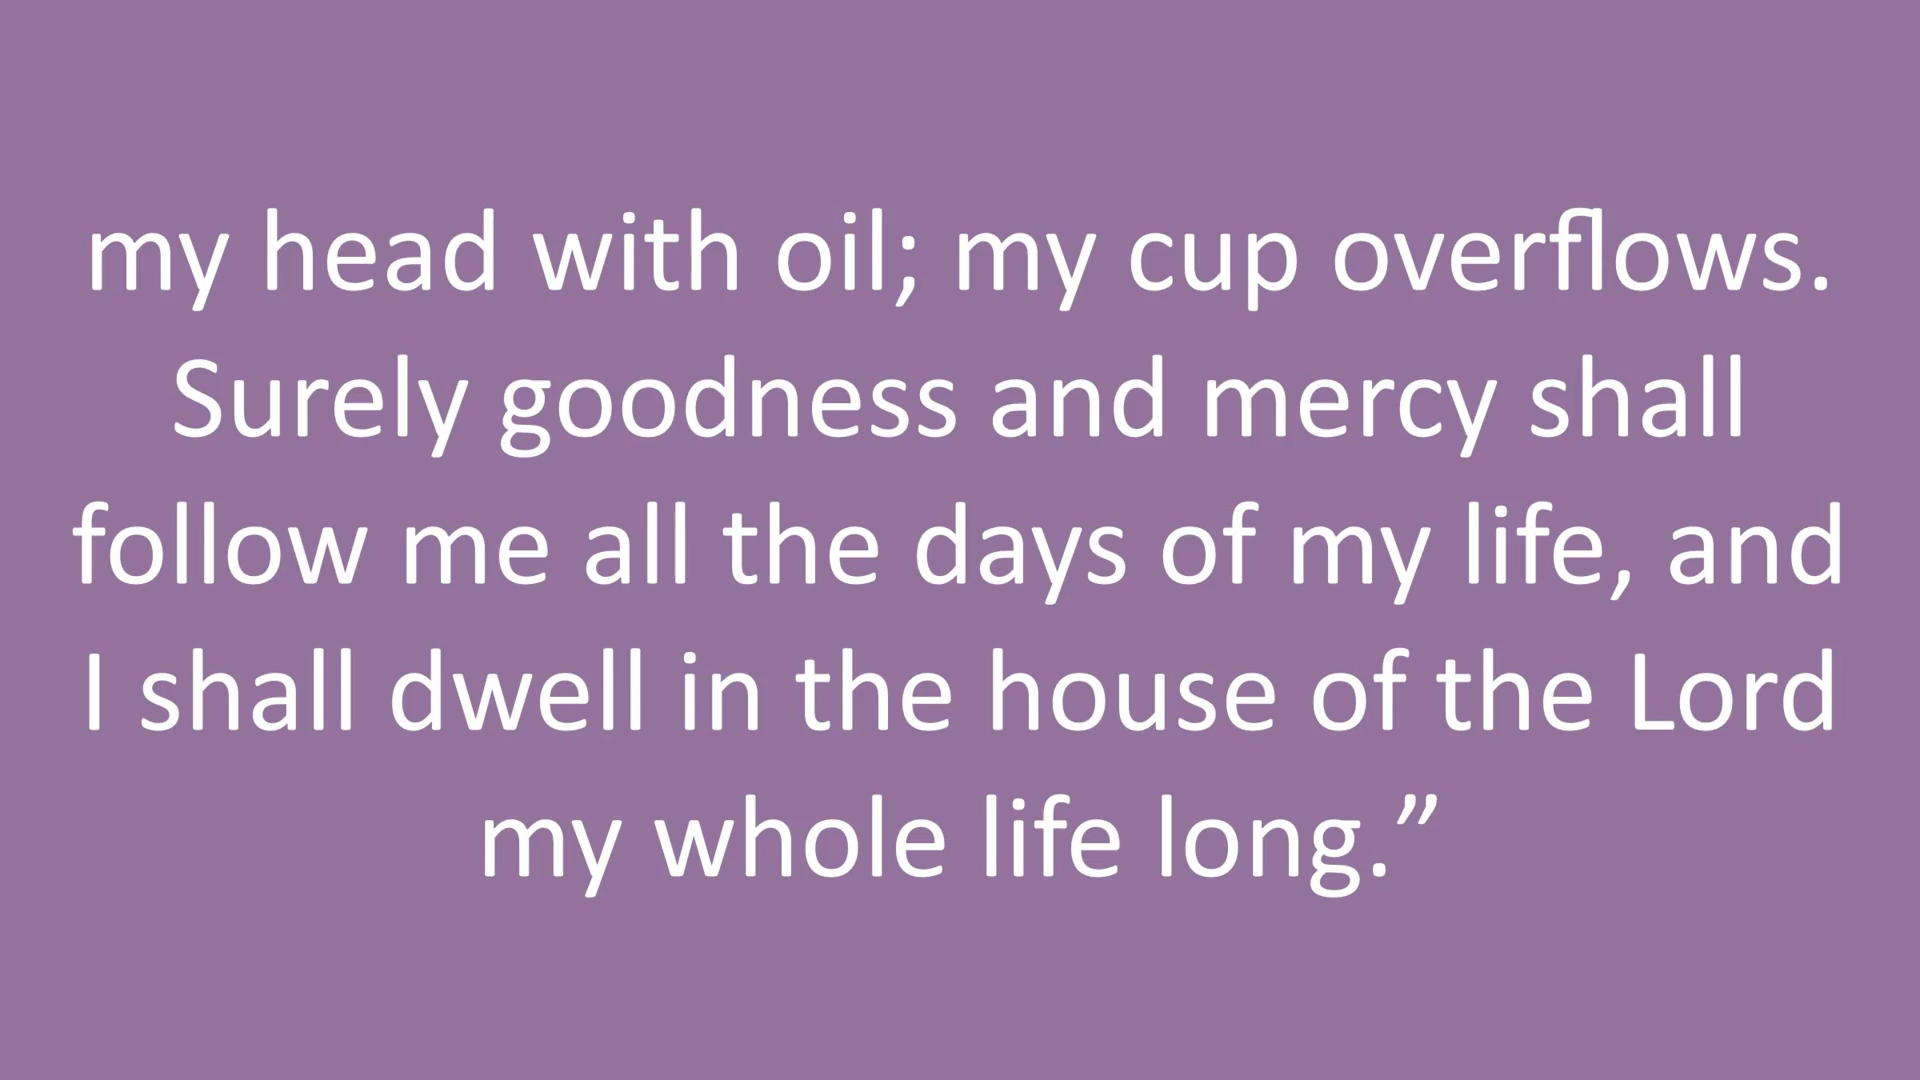 my head with oil; my cup overflows.
Surely goodness and mercy shall
follow me all the days of my life, and
I shall dwell in the house of the Lord
my whole life long.”